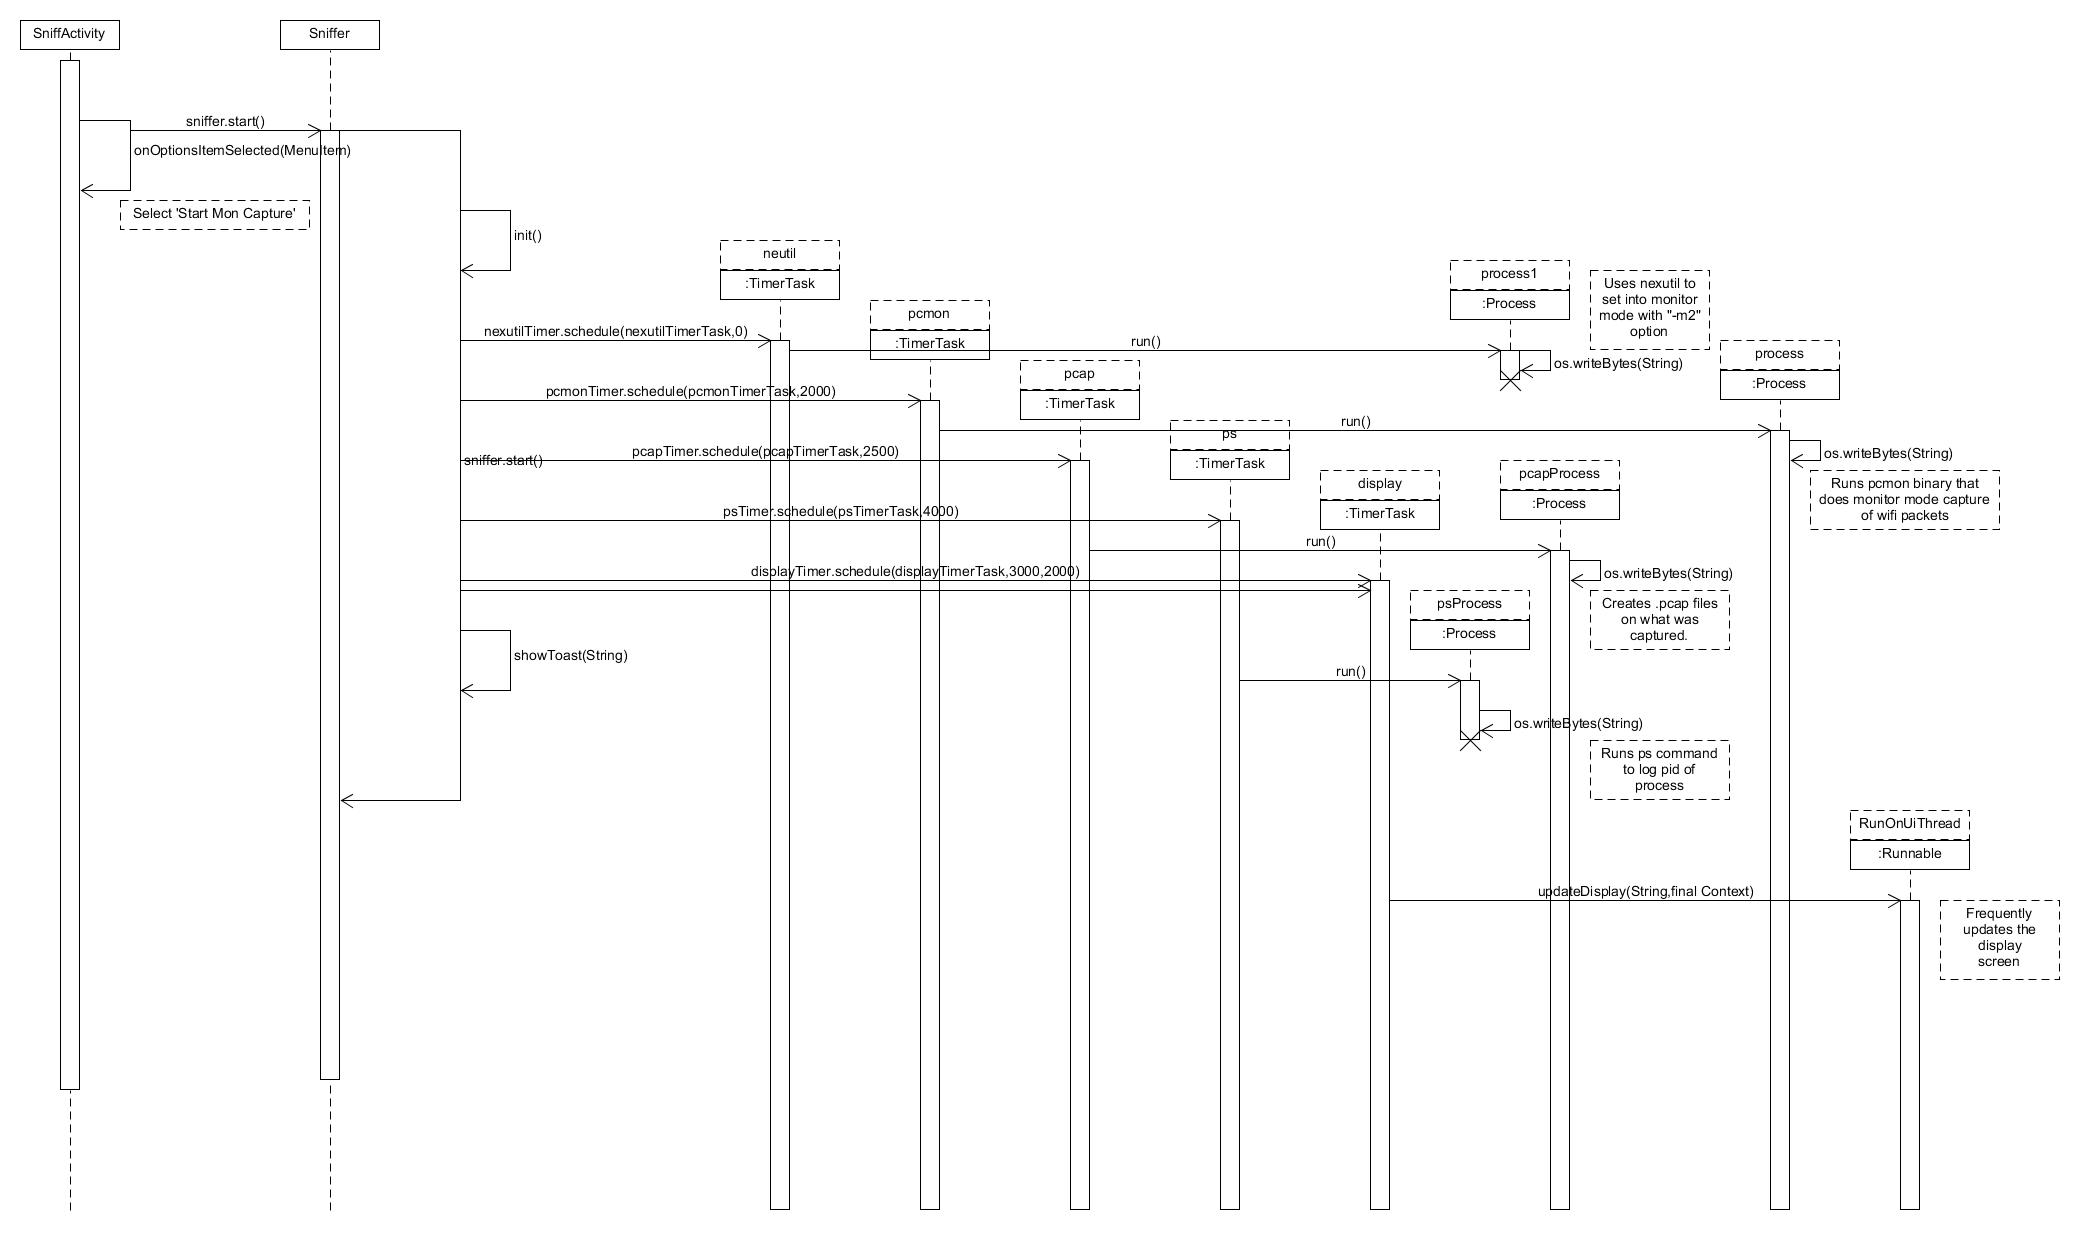 SniffActivity
Sniffer
sniffer.start()
onOptionsItemSelected(MenuItem)
Select 'Start Mon Capture'
init()
neutil
:TimerTask
process1
:Process
Uses nexutil to
set into monitor
mode with "-m2"
option
pcmon
:TimerTask
nexutilTimer.schedule(nexutilTimerTask,0)
run()
os.writeBytes(String)
process
:Process
pcap
:TimerTask
pcmonTimer.schedule(pcmonTimerTask,2000)
run()
ps
:TimerTask
pcapTimer.schedule(pcapTimerTask,2500)
sniffer.start()
os.writeBytes(String)
Runs pcmon binary that
does monitor mode capture
of wifi packets
display
:TimerTask
pcapProcess
:Process
psTimer.schedule(psTimerTask,4000)
run()
displayTimer.schedule(displayTimerTask,3000,2000)
os.writeBytes(String)
Creates .pcap files
on what was
captured.
psProcess
:Process
showToast(String)
run()
os.writeBytes(String)
Runs ps command
to log pid of
process
RunOnUiThread
:Runnable
updateDisplay(String,final Context)
Frequently
updates the
display
screen